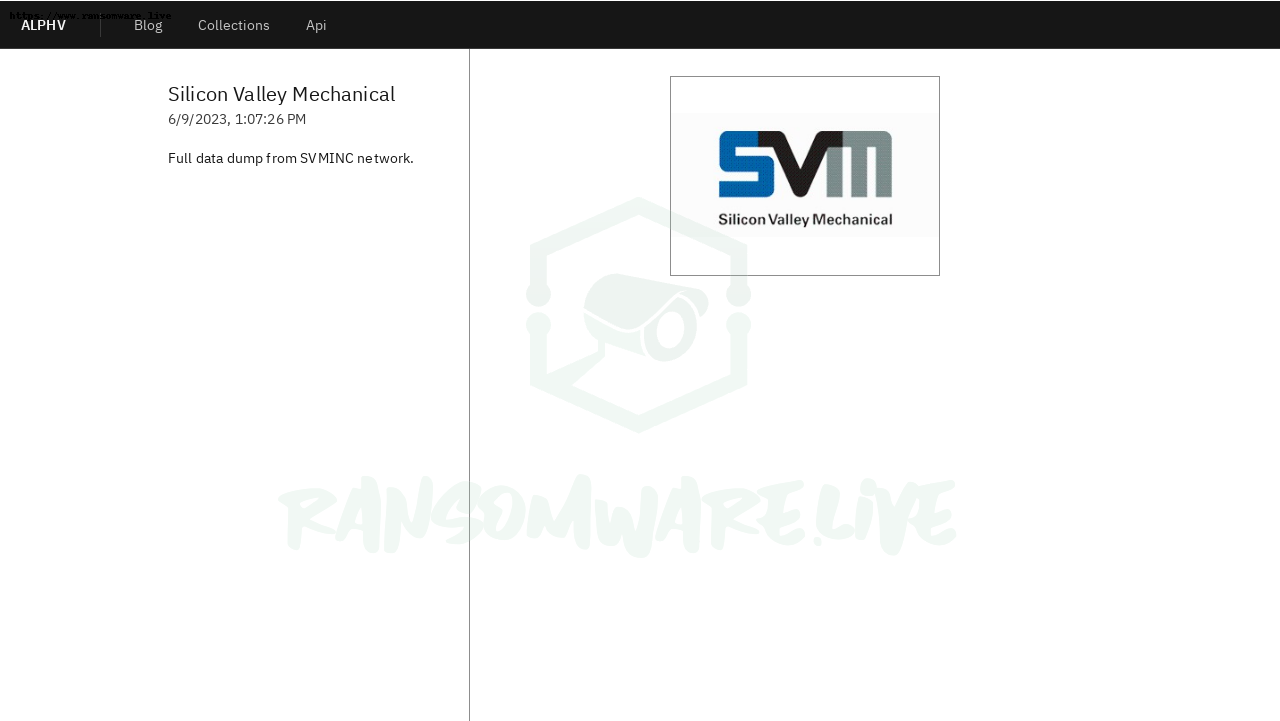 https://www.ransomware.live
ALPHV
Blog
Collections
Api
Silicon Valley Mechanical
6/9/2023, 1:07:26 PM
Full data dump from SVMINC network.
SVM
Silicon Valley Mechanical
RANSOMWARE.LIVE